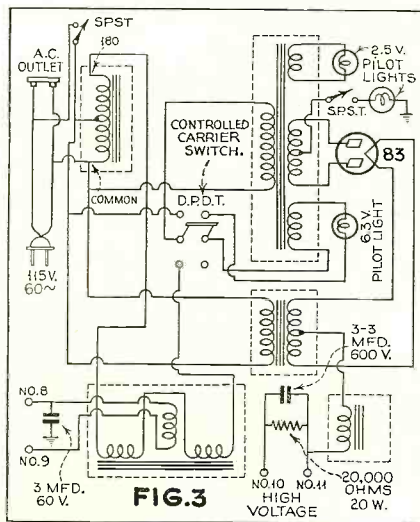 SPST
A.C.
OUTLET
180
2.5 V.
PILOT
LIGHTS
S.P.S.T.
CONTROLLED
CARRIER
SWITCH.
83
COMMON
D.P.D.T.
6.3 V.
PILOT LIGHT
115 V.
60~
3-3
MFD.
600 V.
NO.8
NO.9
3 MFD.
60 V.
FIG.3
NO.10 NO.11
HIGH
VOLTAGE
20,000
OHMS
20 W.